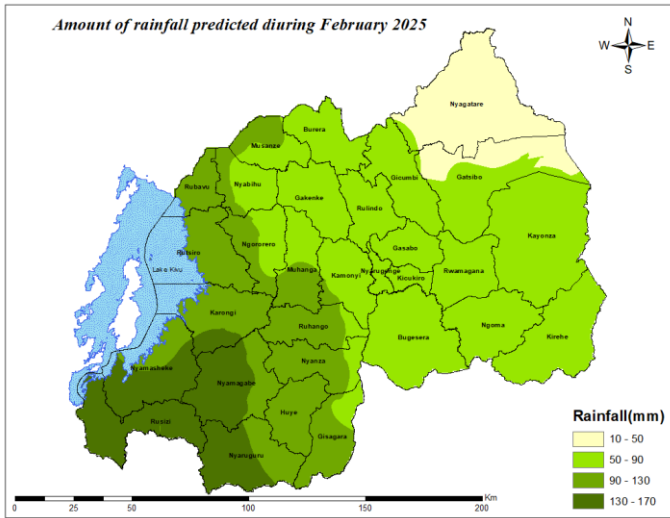 Amount of rainfall predicted diuring February 2025
N
W E
S
Nyagatare
Burera
Musanze
Gicumbi
Gatsibo
Rubavu
Nyabihu
Gakenke
Rulindo
Kayonza
Rutsiro
Ngororero
Gasabo
Lake Kivu
Muhanga
Kamonyi
Nyarugenge
Kicukiro
Rwamagana
Karongi
Ruhango
Bugesera
Ngoma
Kirehe
Nyamasheke
Nyanza
Nyamagabe
Huye
Rusizi
Gisagara
Nyaruguru
Rainfall(mm)
10 - 50
50 - 90
90 - 130
130 - 170
Km
0 25 50 100 150 200